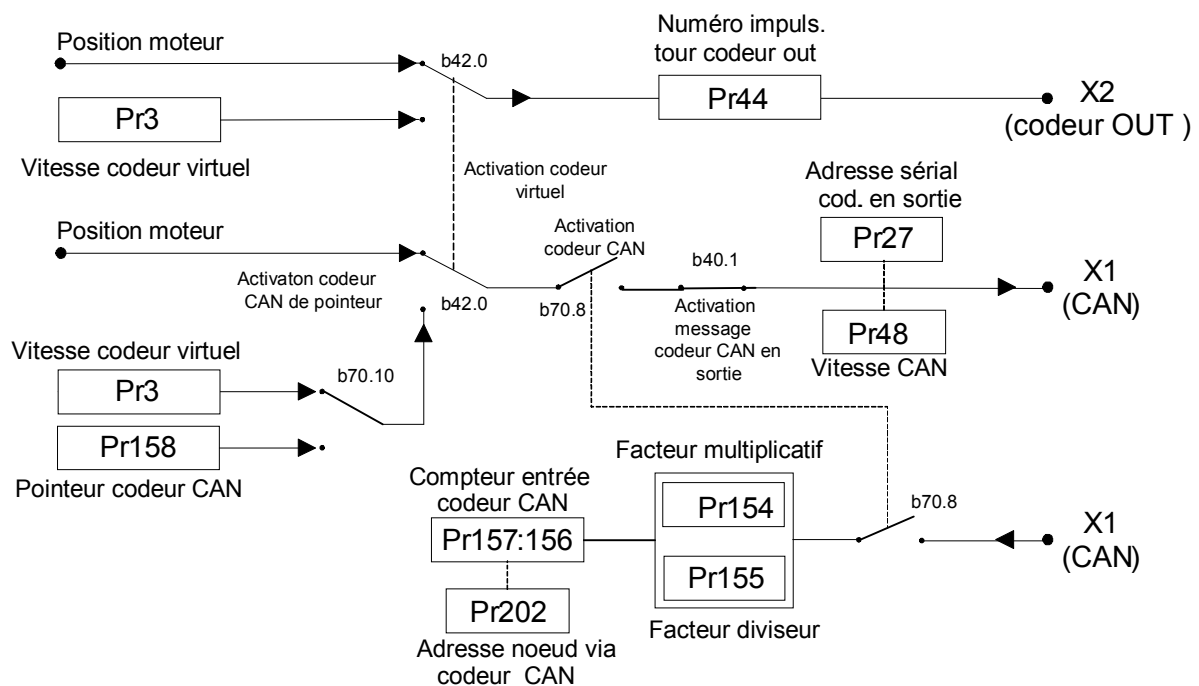 Numéro impuls.
tour codeur out
Position moteur
b42.0
Pr44
X2
(codeur OUT )
Pr3
Vitesse codeur virtuel
Activation codeur
virtuel
Adresse sérial
cod. en sortie
Position moteur
Activation
codeur CAN
Pr27
b40.1
X1
(CAN)
Activaton codeur
CAN de pointeur
b42.0
b70.8
Activation
message
codeur CAN en
sortie
Pr48
Vitesse CAN
Vitesse codeur virtuel
b70.10
Pr3
Pr158
Pointeur codeur CAN
Facteur multiplicatif
Compteur entrée
codeur CAN
Pr154
b70.8
X1
(CAN)
Pr157:156
Pr155
Pr202
Facteur diviseur
Adresse noeud via
codeur CAN